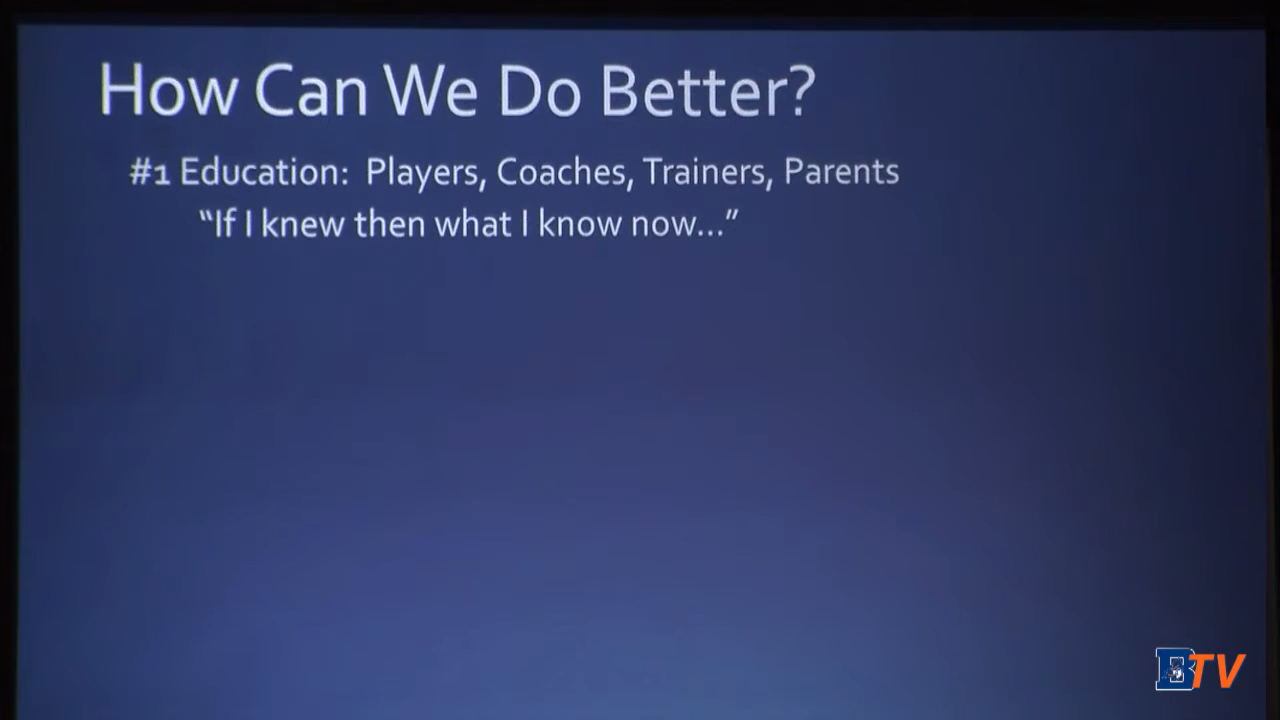 How Can We Do Better?
#1 Education: Players, Coaches, Trainers, Parents
“If I knew then what I know now...”
BTV